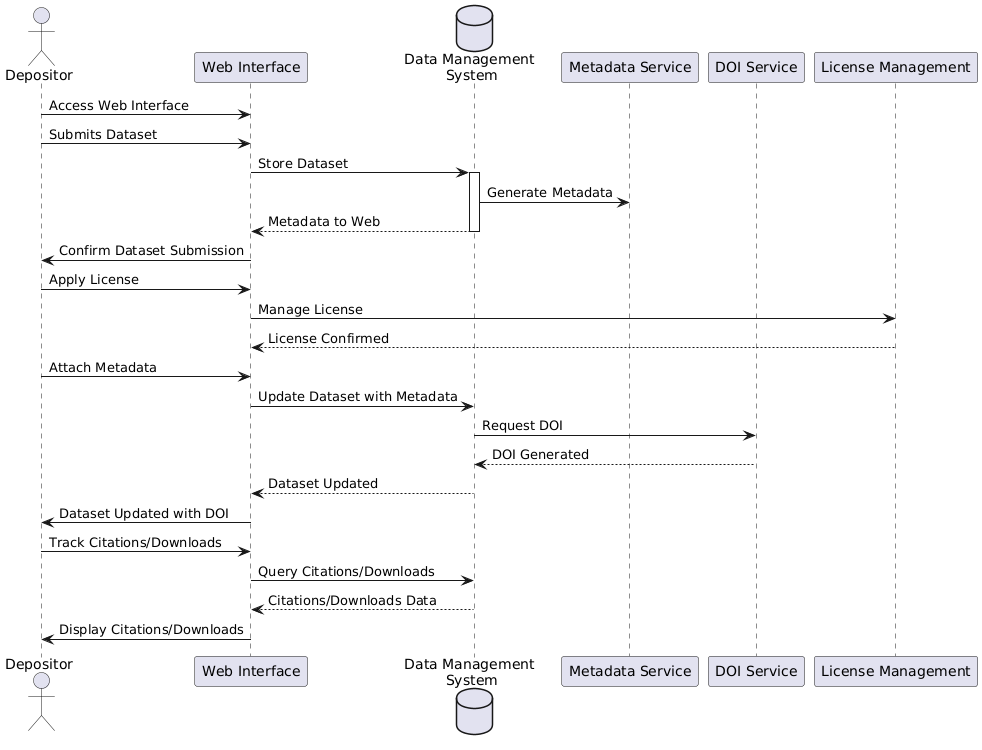 Depositor
Web Interface
Data Management
System
Metadata Service
DOI Service
License Management
Access Web Interface
Submits Dataset
Store Dataset
Generate Metadata
Metadata to Web
Confirm Dataset Submission
Apply License
Manage License
License Confirmed
Attach Metadata
Update Dataset with Metadata
Request DOI
DOI Generated
Dataset Updated
Dataset Updated with DOI
Track Citations/Downloads
Query Citations/Downloads
Citations/Downloads Data
Display Citations/Downloads
Depositor
Web Interface
Data Management
System
Metadata Service
DOI Service
License Management